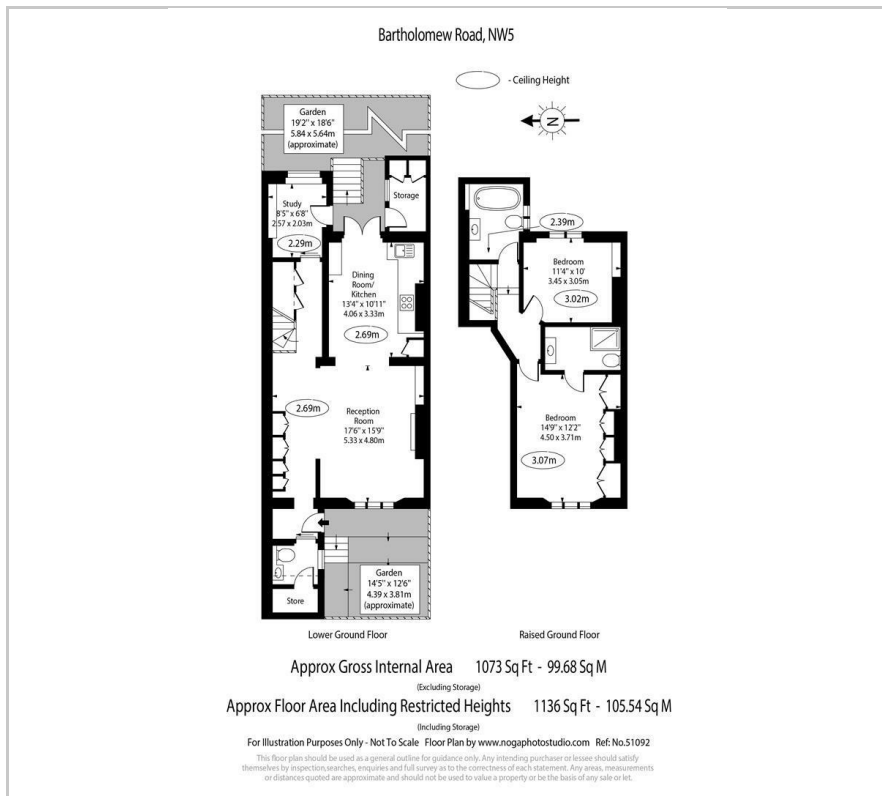 Bartholomew Road, NW5
- Ceiling Height
N
Garden
19'2" x 18'6"
5.84 x 5.64m
(approximate)
Storage
Study
8'5" x 6'8"
2.57 x 2.03m
2.29m
Dining
Room/
Kitchen
13'4" x 10'11"
4.06 x 3.33m
2.69m
2.69m
Reception
Room
17'6" x 15'9"
5.33 x 4.80m
Garden
14'5" x 12'6"
4.39 x 3.81m
(approximate)
Store
Lower Ground Floor
2.39m
Bedroom
11'4" x 10'
3.45 x 3.05m
3.02m
Bedroom
14'9" x 12'2"
4.50 x 3.71m
3.07m
Raised Ground Floor
Approx Gross Internal Area 1073 Sq Ft - 99.68 Sq M
(Excluding Storage)
Approx Floor Area Including Restricted Heights 1136 Sq Ft - 105.54 Sq M
(Including Storage)
For Illustration Purposes Only - Not To Scale Floor Plan by www.nogaphotostudio.com Ref: No.51092
This floor plan should be used as a general outline for guidance only. Any intending purchaser or lessee should satisfy
themselves by inspection,searches, enquiries and full survey as to the correctness of each statement. Any areas, measurements
or distances quoted are approximate and should not be used to value a property or be the basis of any sale or let.